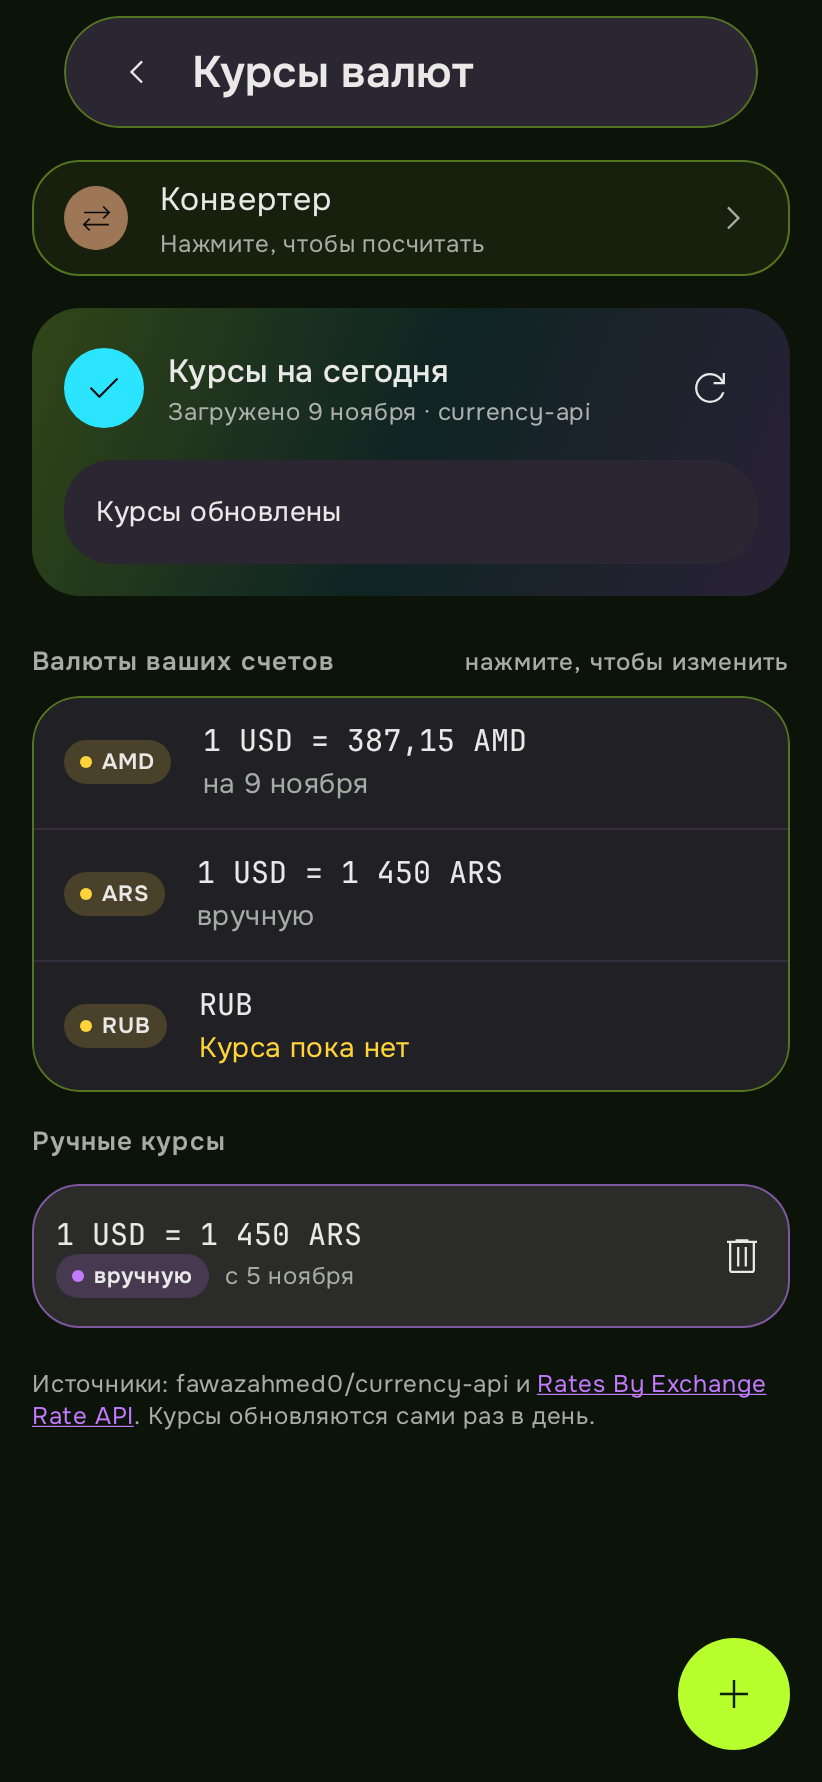 Курсы валют
Конвертер
Нажмите, чтобы посчитать
Курсы на сегодня
Загружено 9 ноября · currency-api
Курсы обновлены
Валюты ваших счетов
нажмите, чтобы изменить
AMD
1 USD = 387,15 AMD
на 9 ноября
ARS
1 USD = 1 450 ARS
вручную
RUB
RUB
Курса пока нет
Ручные курсы
1 USD = 1 450 ARS
вручную с 5 ноября
Источники: fawazahmed0/currency-api и Rates By Exchange
Rate API. Курсы обновляются сами раз в день.